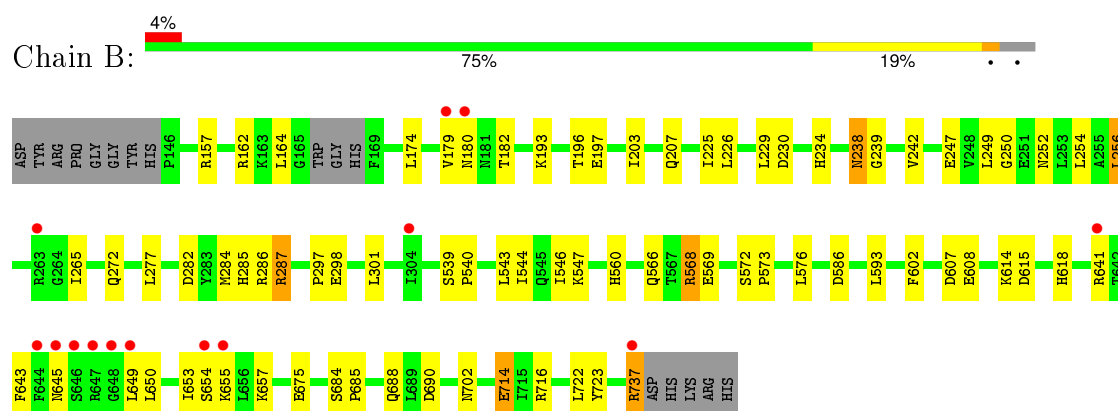 4%
Chain B:
75% 19% • •
ASP TYR ARG PRO GLY GLY TYR HIS P146 R157 R162 K163 L164 G165 TRP GLY HIS F169 L174 V179 N180 N181 T182 K193 T196 E197 I203 Q207 I225 L226 L229 D230 H234 N238 G239 V242 E247 V248 L249 G250 E251 N252 L253 L254 A255 L256
R263 G264 I265 Q272 L277 D282 Y283 M284 H285 R286 R287 P297 E298 L301 I304 S539 P540 L543 I544 Q545 I546 K547 H560 Q566 T567 R568 E569 S572 P573 L576 D586 L593 F602 D607 E608 K614 D615 H618 R641 T642
F643 F644 N645 S646 R647 G648 L649 L650 I653 S654 K655 L656 K657 E675 S684 P685 Q688 L689 D690 N702 E714 I715 R716 L722 Y723 R737 ASP HIS LYS ARG HIS